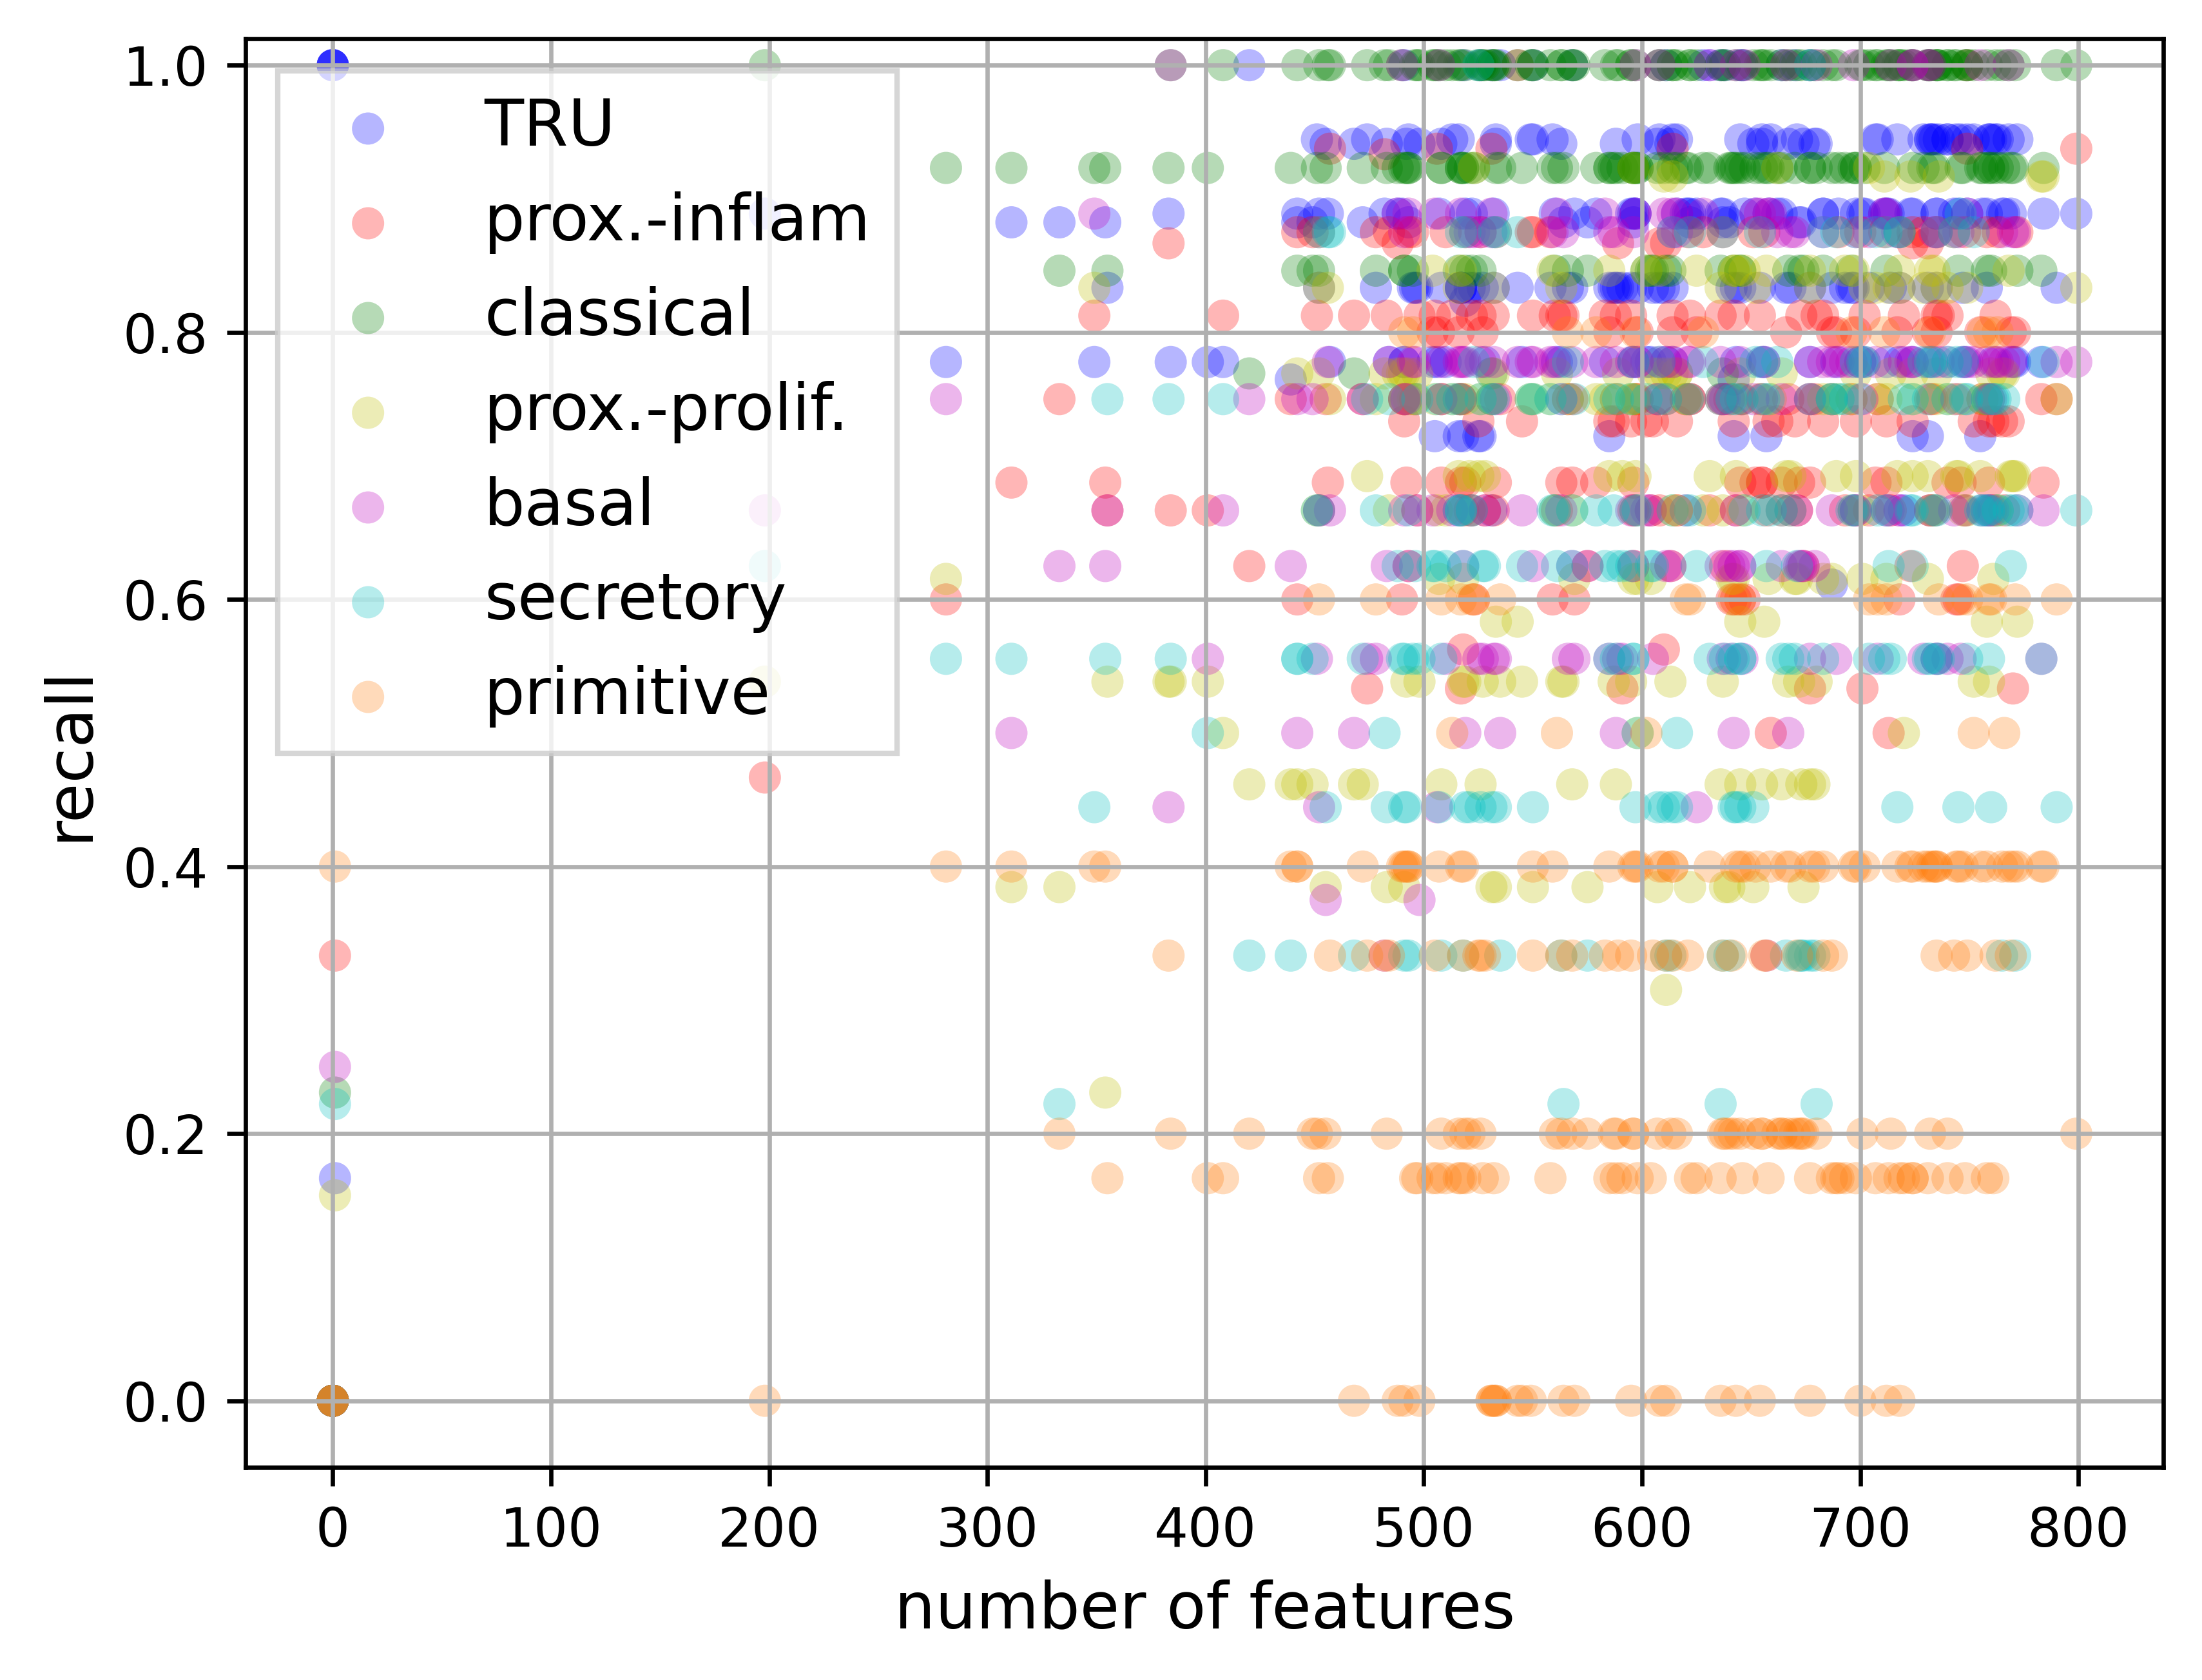 1.0
0.8
0.6
0.4
0.2
0.0
recall
TRU
prox.-inflam
classical
prox.-prolif.
basal
secretory
primitive
0 100 200 300 400 500 600 700 800
number of features